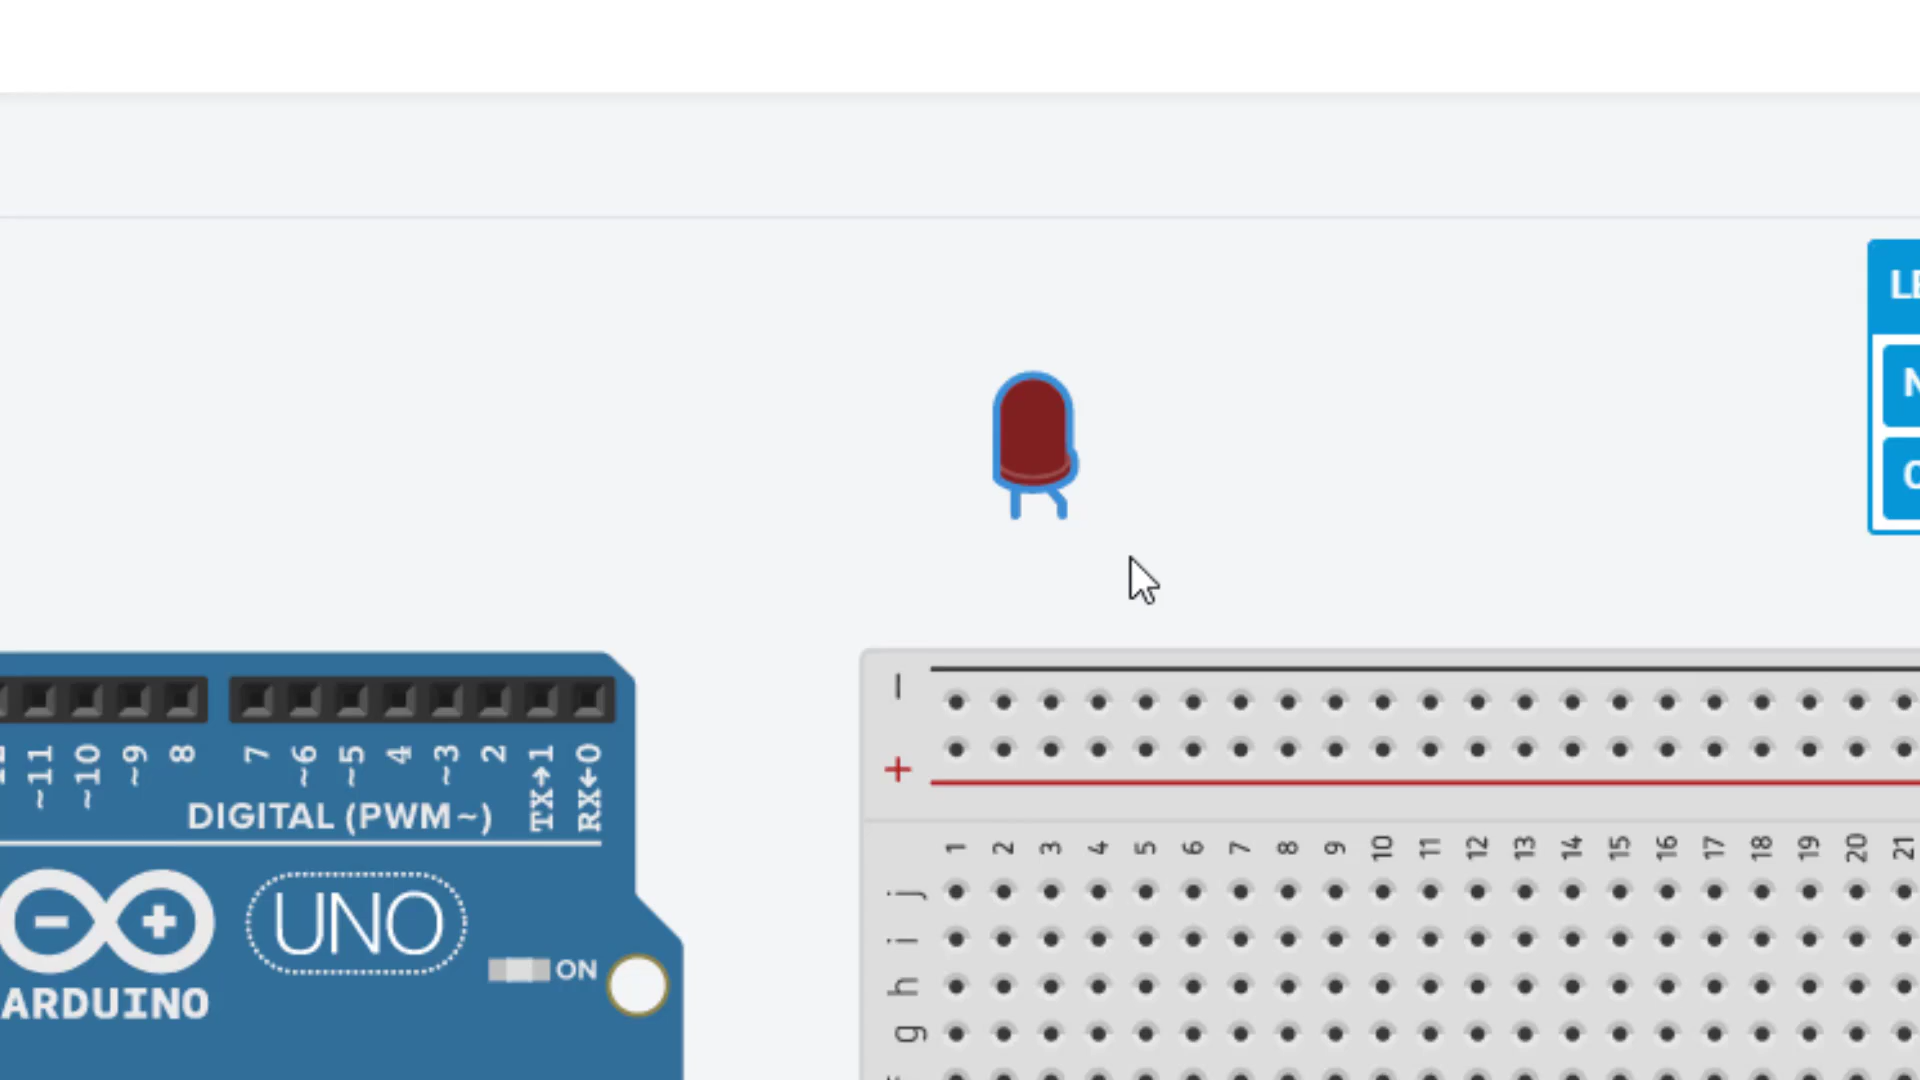 LE
N
C
~11 ~10 ~9 8 7 ~6 ~5 4 ~3 2 TX→1 RX←0
DIGITAL (PWM~)
UNO
ON
ARDUINO
−
+
1 2 3 4 5 6 7 8 9 10 11 12 13 14 15 16 17 18 19 20 21
j
i
h
g